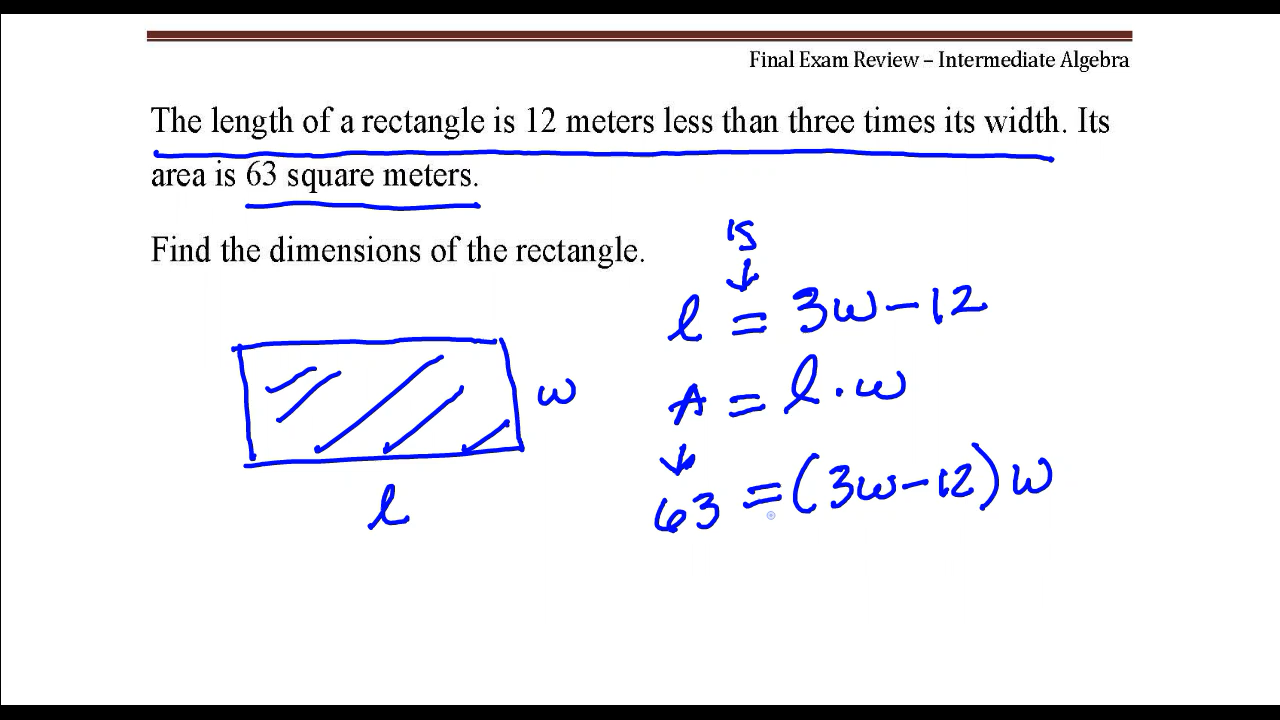 Final Exam Review – Intermediate Algebra
The length of a rectangle is 12 meters less than three times its width. Its
area is 63 square meters.
Find the dimensions of the rectangle.
is
l = 3w - 12
A = l · w
63 = (3w - 12) w
w
l